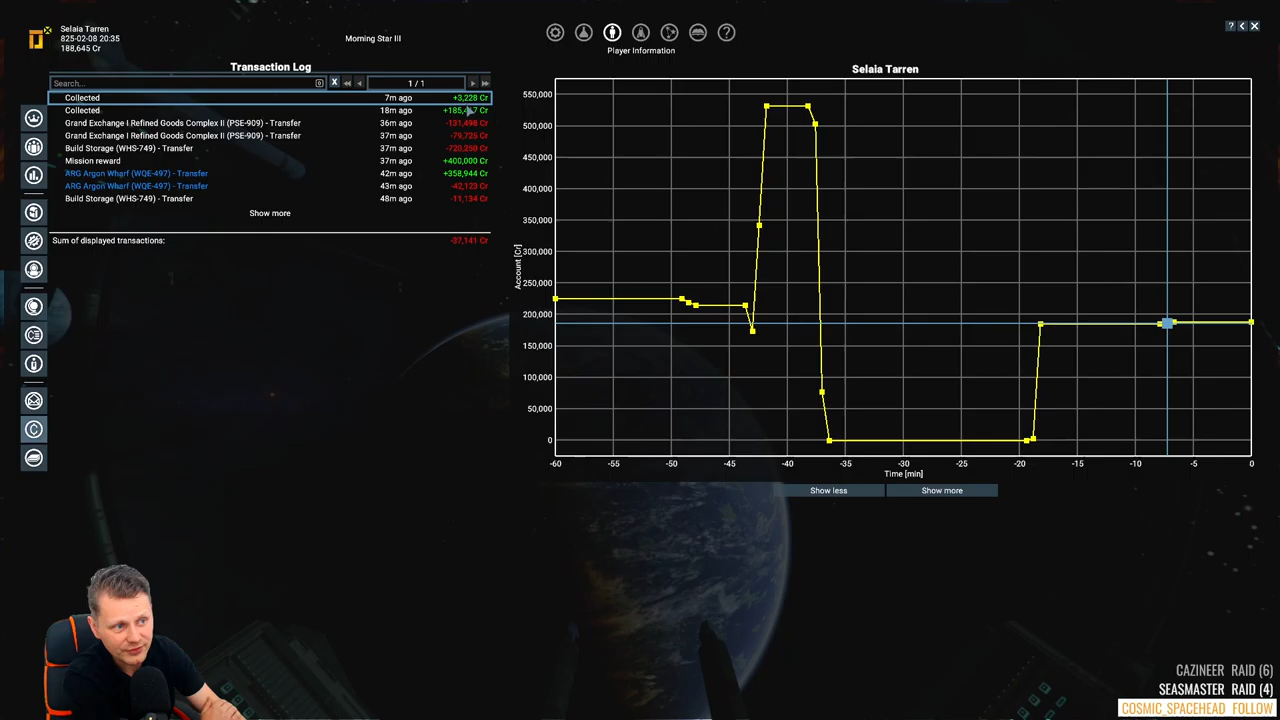 Selaia Tarren
825-02-08 20:35
188,645 Cr
Morning Star III
Player Information
Transaction Log
Search...
1 / 1
Collected 7m ago +3,228 Cr
Collected 18m ago Cr
Grand Exchange I Refined Goods Complex II (PSE-909) - Transfer 36m ago -131,498 Cr
Grand Exchange I Refined Goods Complex II (PSE-909) - Transfer 37m ago -79,725 Cr
Build Storage (WHS-749) - Transfer 37m ago -720,250 Cr
Mission reward 37m ago +400,000 Cr
ARG Argon Wharf (WQE-497) - Transfer 42m ago +358,944 Cr
ARG Argon Wharf (WQE-497) - Transfer 43m ago -42,123 Cr
Build Storage (WHS-749) - Transfer 48m ago -11,134 Cr
Show more
Sum of displayed transactions: -37,141 Cr
Selaia Tarren
550,000
500,000
450,000
400,000
350,000
300,000
250,000
200,000
150,000
100,000
50,000
0
Account [Cr]
-60 -55 -50 -45 -40 -35 -30 -25 -20 -15 -10 -5 0
Time [min]
Show less Show more
CAZINEER RAID (6)
SEASMASTER RAID (4)
COSMIC_SPACEHEAD FOLLOW